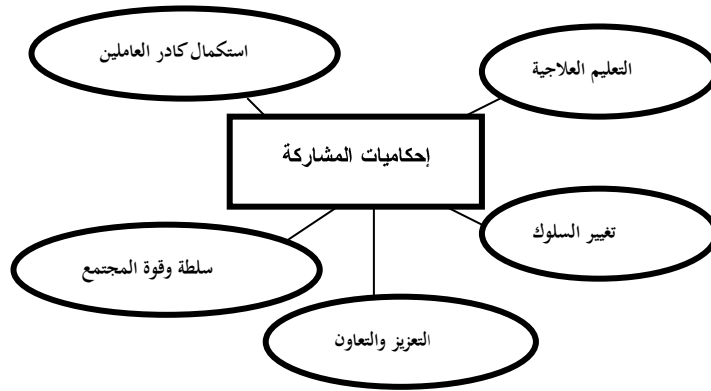 استكمال كادر العاملين
التعليم العلاجية
إحكاميات المشاركة
تغيير السلوك
سلطة وقوة المجتمع
التعزيز والتعاون